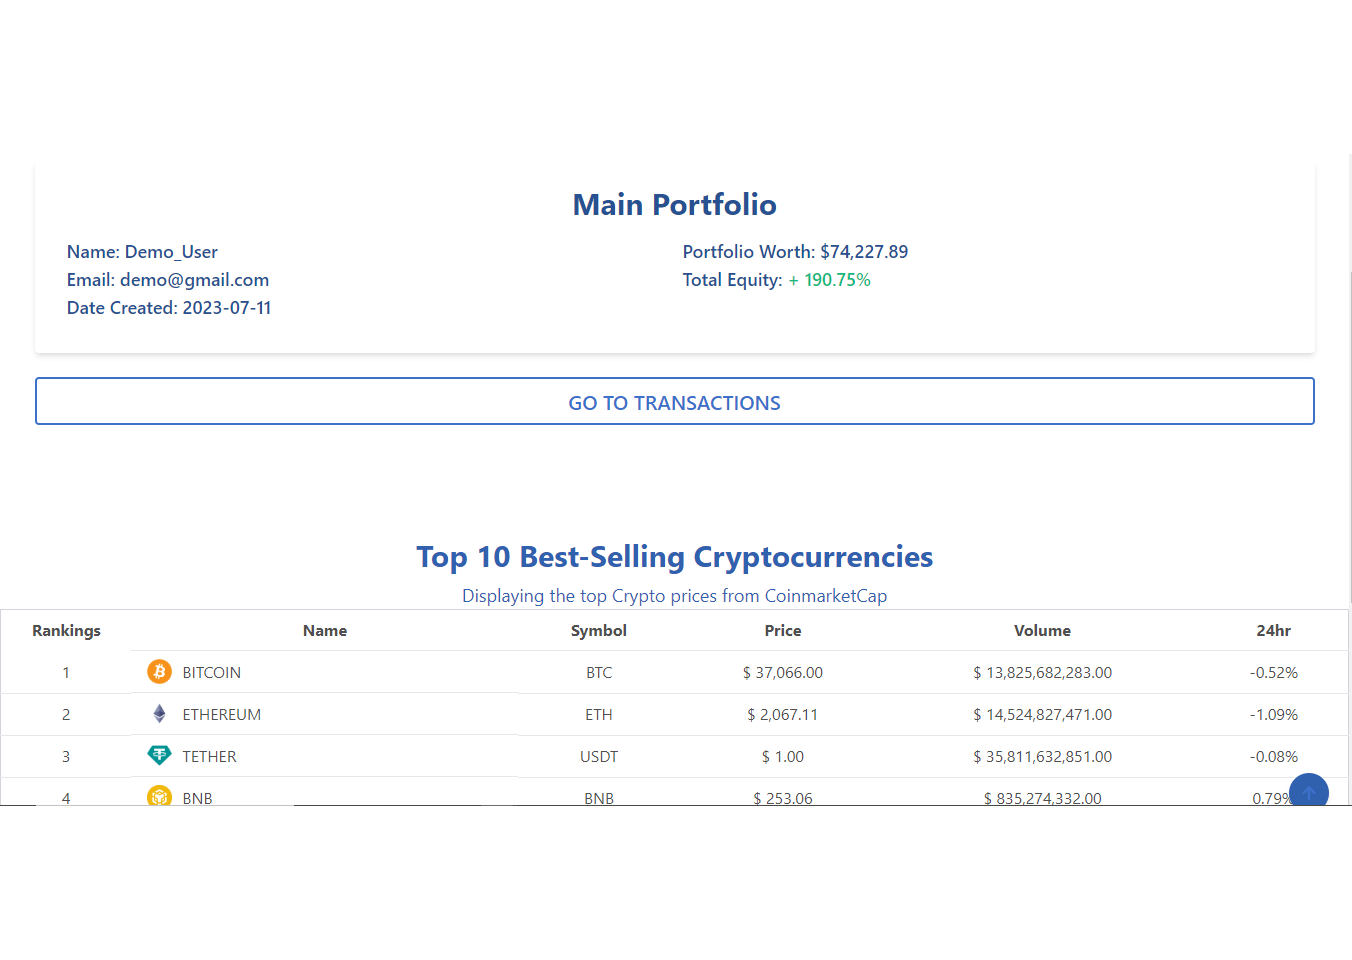 Main Portfolio
Name: Demo_User
Email: demo@gmail.com
Date Created: 2023-07-11
Portfolio Worth: $74,227.89
Total Equity: + 190.75%
GO TO TRANSACTIONS
Top 10 Best-Selling Cryptocurrencies
Displaying the top Crypto prices from CoinmarketCap
Rankings Name Symbol Price Volume 24hr
1 BITCOIN BTC $ 37,066.00 $ 13,825,682,283.00 -0.52%
2 ETHEREUM ETH $ 2,067.11 $ 14,524,827,471.00 -1.09%
3 TETHER USDT $ 1.00 $ 35,811,632,851.00 -0.08%
4 BNB BNB $ 253.06 $ 835,274,332.00 0.79%